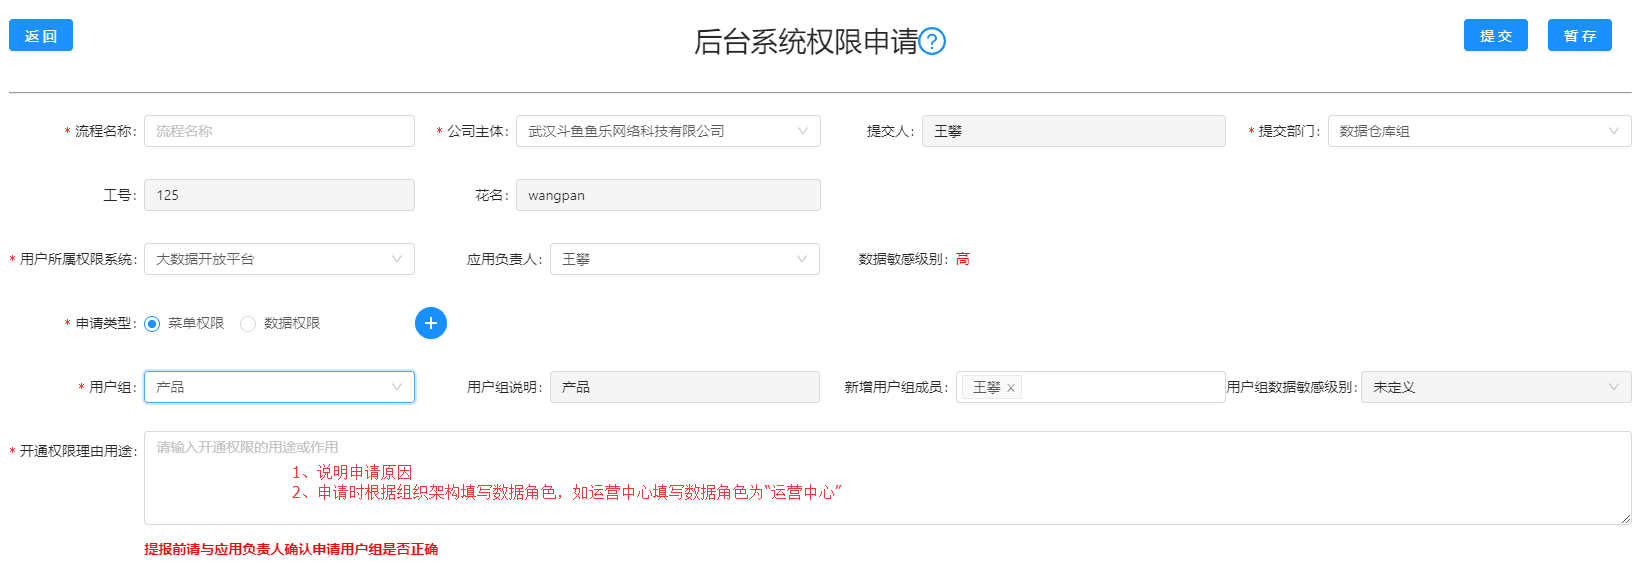 返 回
后台系统权限申请?
提 交
暂 存
* 流程名称: 流程名称
* 公司主体: 武汉斗鱼鱼乐网络科技有限公司
提交人: 王攀
* 提交部门: 数据仓库组
工号: 125
花名: wangpan
* 用户所属权限系统: 大数据开放平台
应用负责人: 王攀
数据敏感级别: 高
* 申请类型: 菜单权限 数据权限 +
* 用户组: 产品
用户组说明: 产品
新增用户组成员: 王攀 x
用户组数据敏感级别: 未定义
* 开通权限理由用途: 请输入开通权限的用途或作用
1、说明申请原因
2、申请时根据组织架构填写数据角色，如运营中心填写数据角色为“运营中心”
提报前请与应用负责人确认申请用户组是否正确